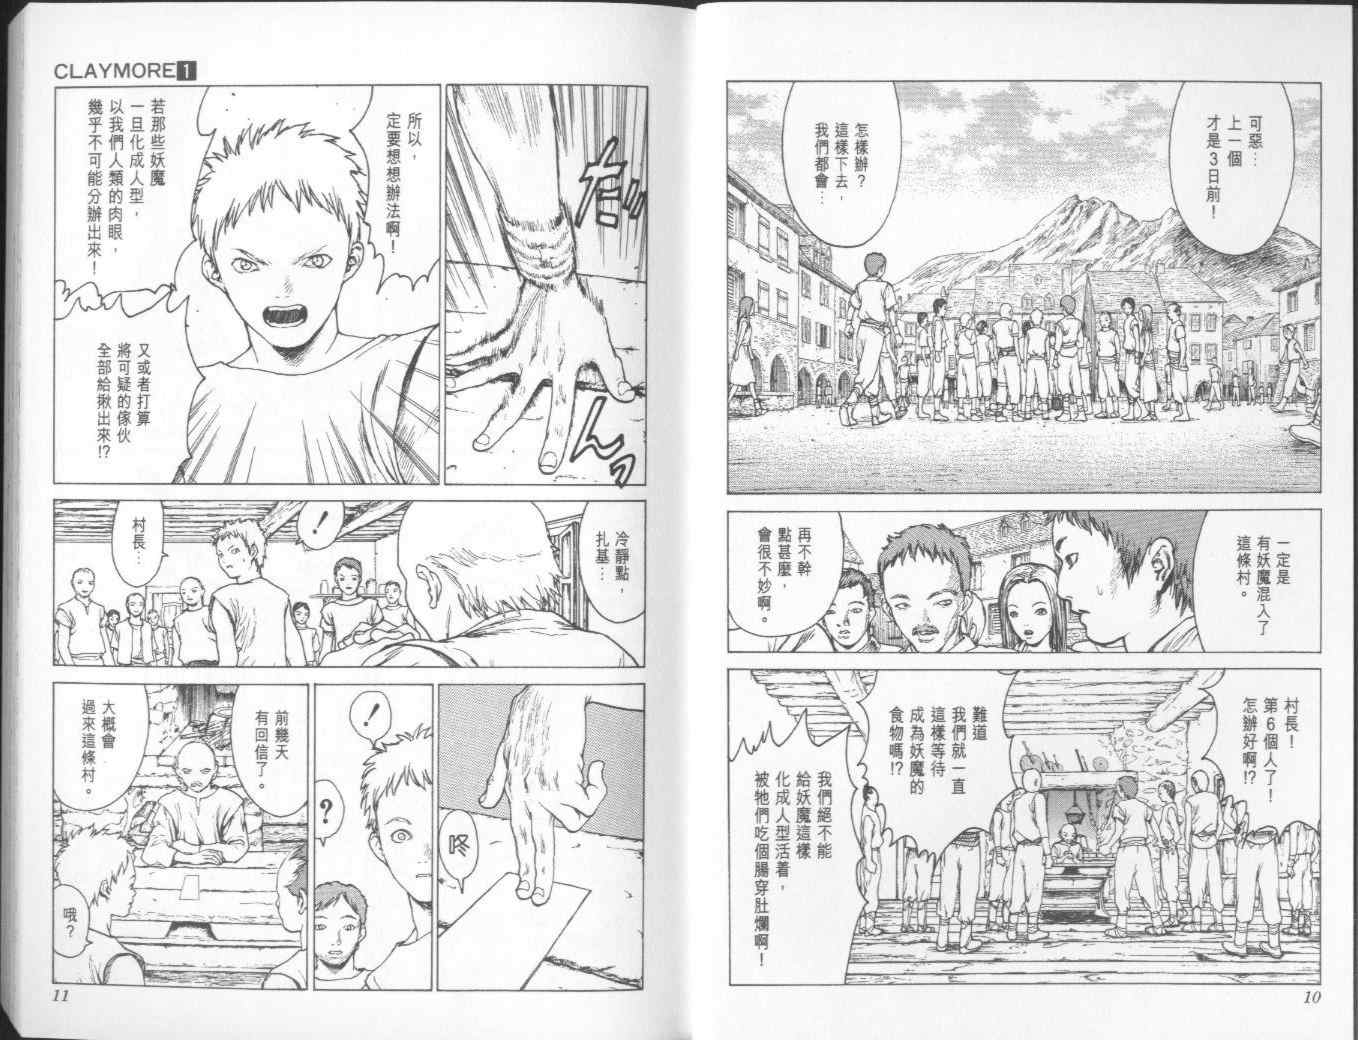 可惡…
上一個
才是3日前！
怎樣辦？
這樣下去，
我們都會…
一定是
有妖魔混入了
這條村。
再不幹
點甚麼，
會很不妙啊。
村長！
第6個人了！
怎辦好啊!?
難道
我們就一直
這樣等待
成為妖魔的
食物嗎!?
我們絕不能
給妖魔這樣
化成人型活着，
被牠們吃個腸穿肚爛啊！
10
CLAYMORE 1
だんっ
所以，
定要想想辦法啊！
若那些妖魔
一旦化成人型，
以我們人類的肉眼，
幾乎不可能分辦出來！
又或者打算
將可疑的傢伙
全部給揪出來!?
冷靜點，
扎基…
！
村長…
咚
！
？
前幾天
有回信了。
大概會
過來這條村。
哦？
11